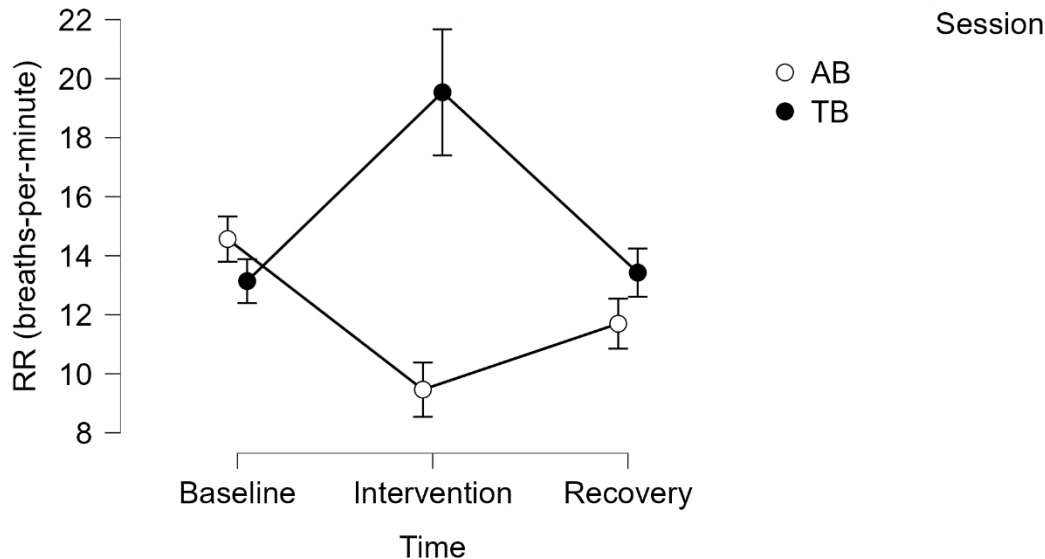 Session
AB
TB
RR (breaths-per-minute)
22
20
18
16
14
12
10
8
Baseline Intervention Recovery
Time